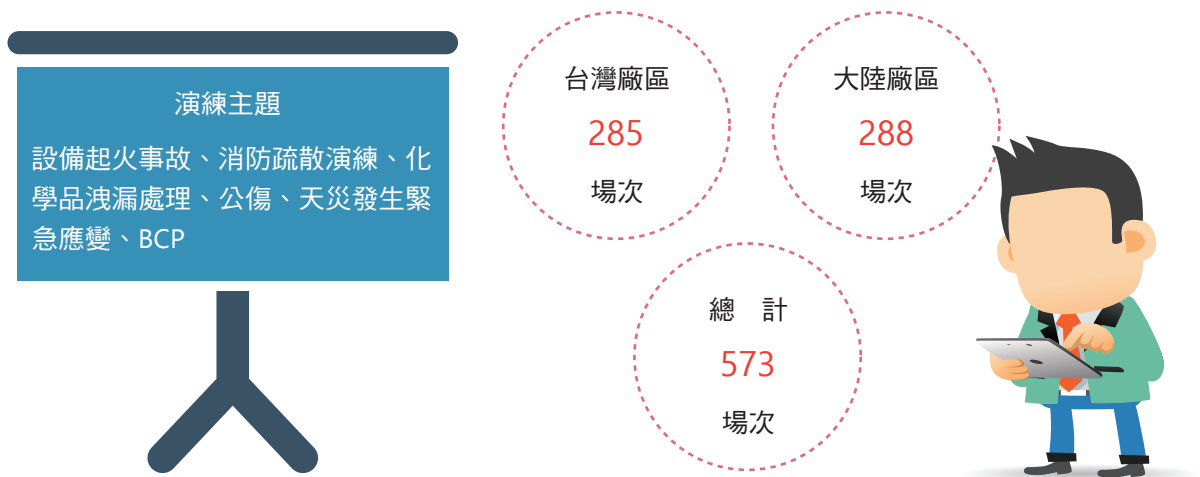 演練主題
設備起火事故、消防疏散演練、化
學品洩漏處理、公傷、天災發生緊
急應變、BCP
台灣廠區
285
場次
大陸廠區
288
場次
總 計
573
場次